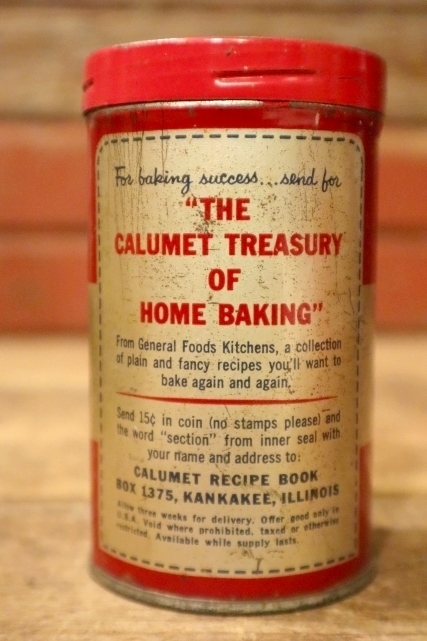 For baking success...send for
"THE
CALUMET TREASURY
OF
HOME BAKING"
From General Foods Kitchens, a collection
of plain and fancy recipes you'll want to
bake again and again.
Send 15¢ in coin (no stamps please) and
the word "section" from inner seal with
your name and address to:
CALUMET RECIPE BOOK
BOX 1375, KANKAKEE, ILLINOIS
Allow three weeks for delivery. Offer good only in
U.S.A. Void where prohibited, taxed or otherwise
restricted. Available while supply lasts.